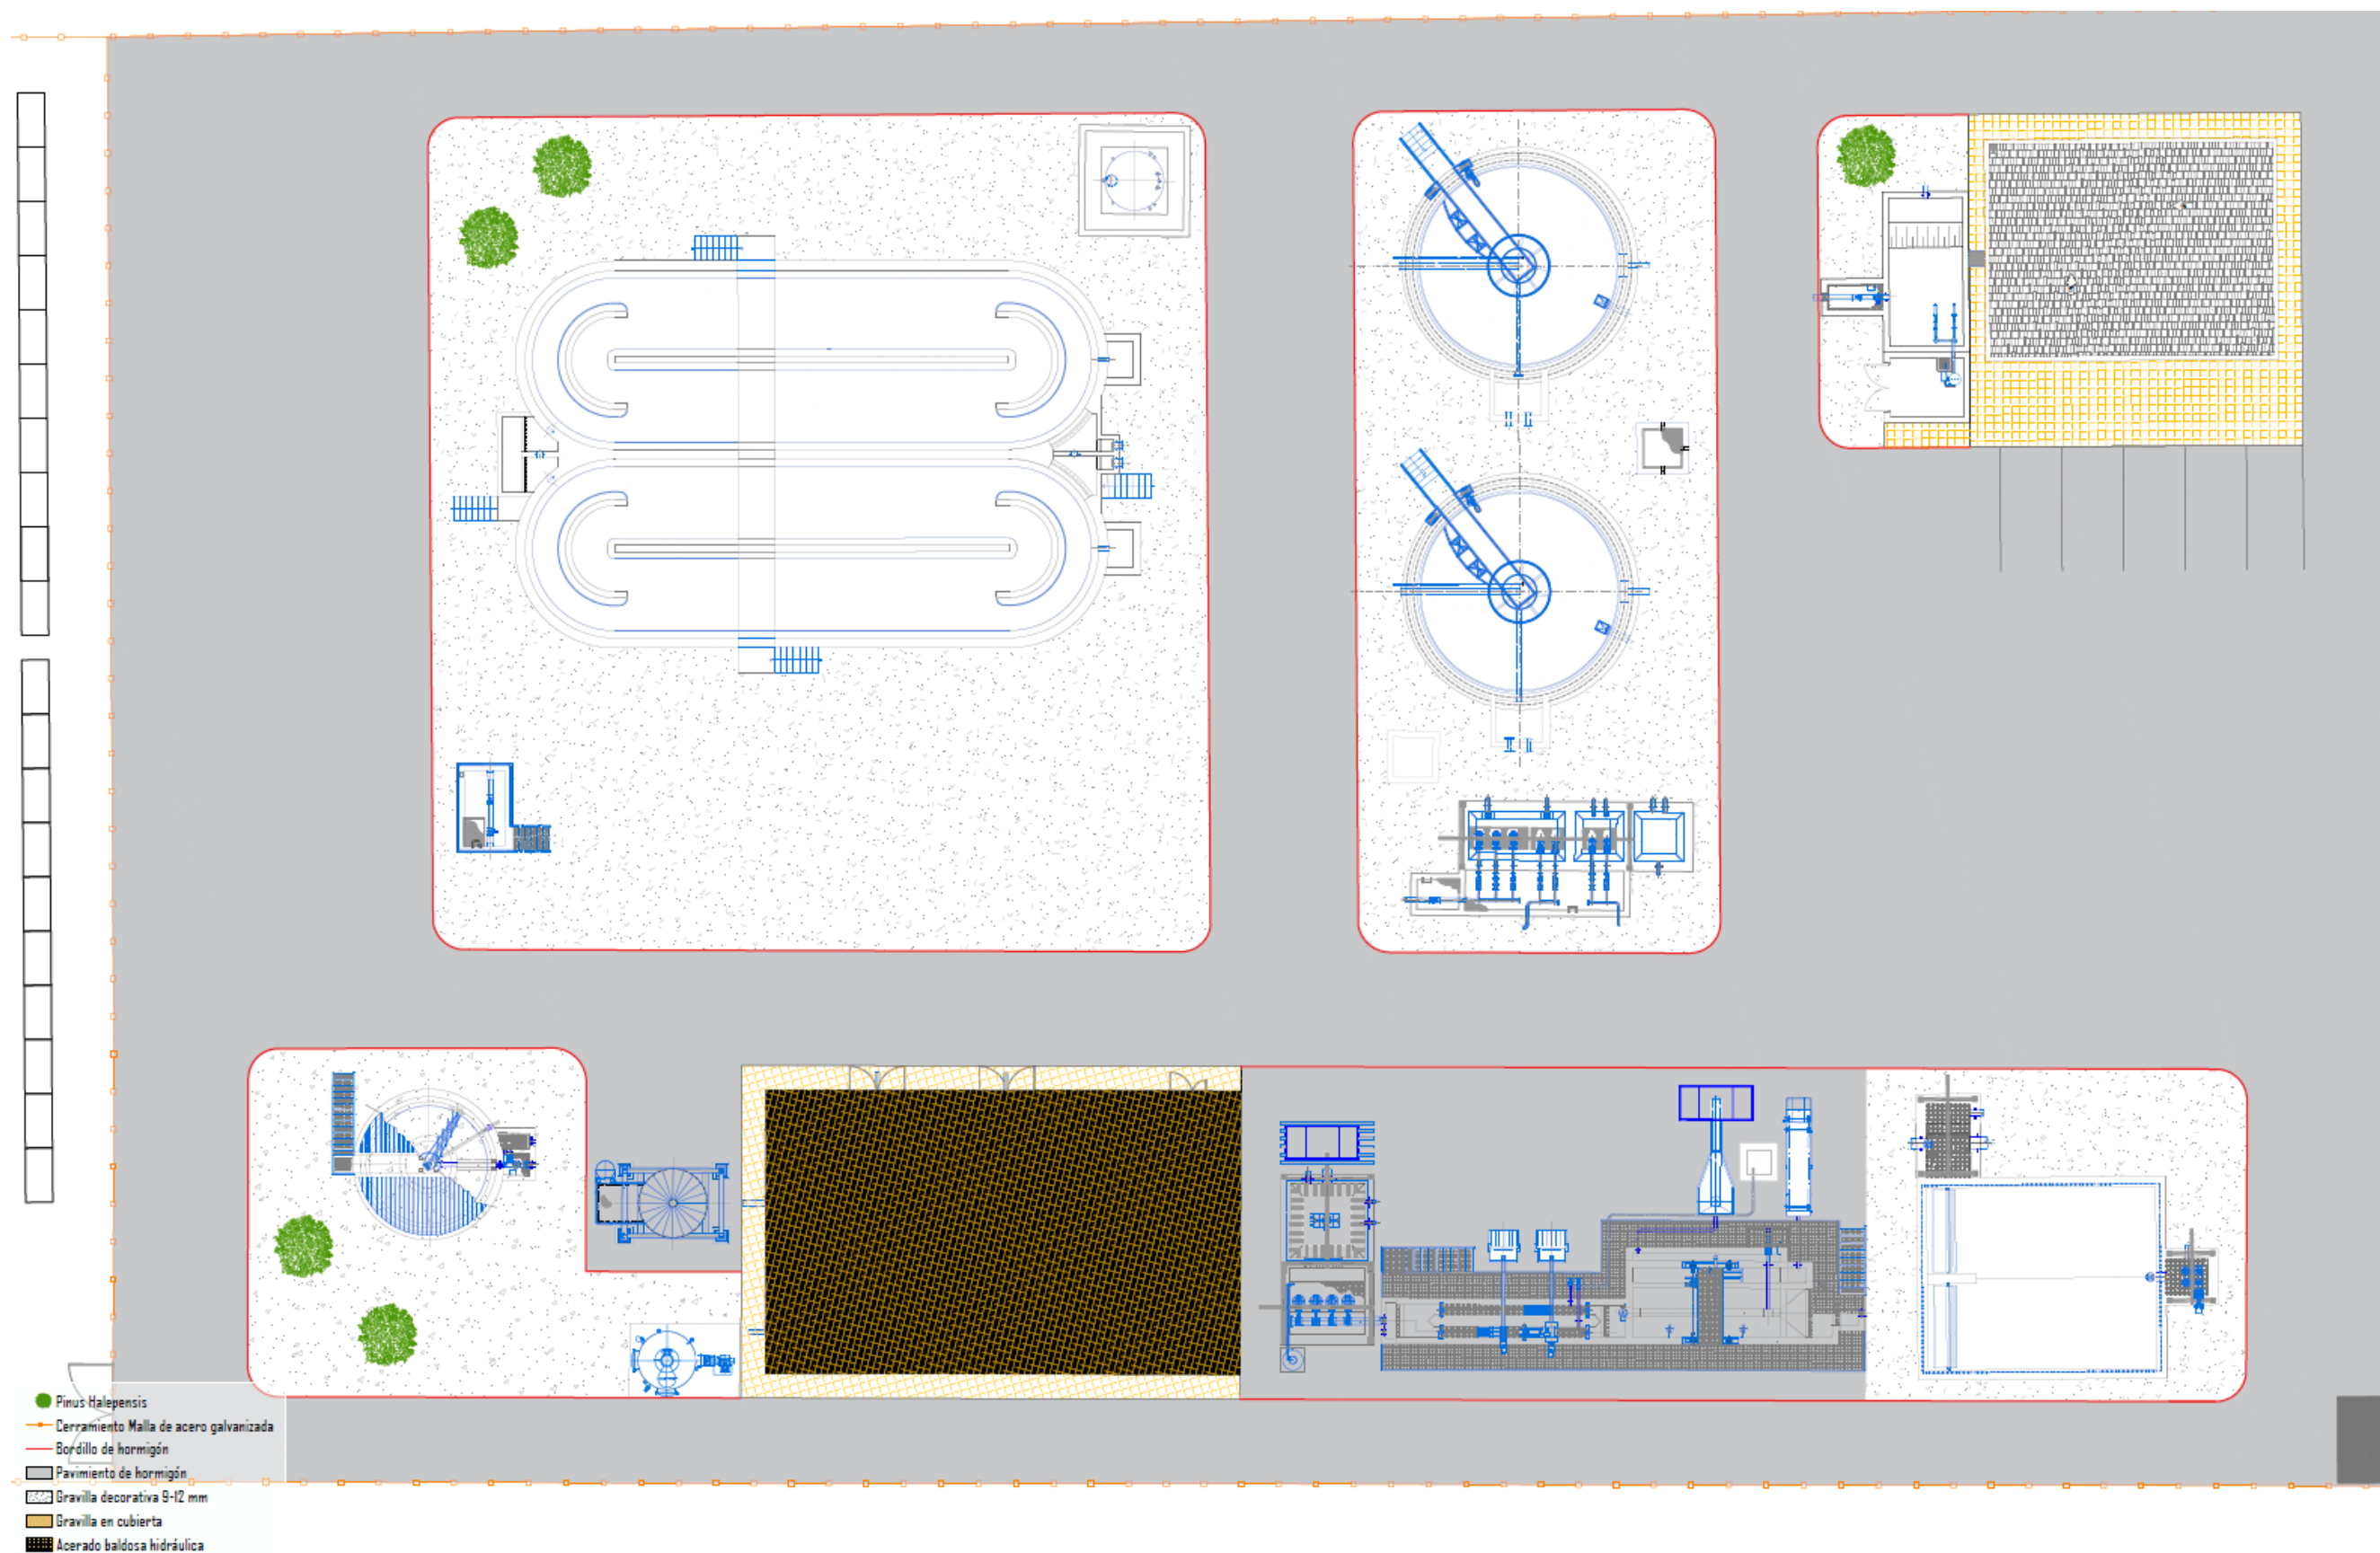 Pinus Halepensis
Cerramiento Malla de acero galvanizada
Bordillo de hormigón
Pavimiento de hormigón
Gravilla decorativa 9-12 mm
Gravilla en cubierta
Acerado baldosa hidráulica